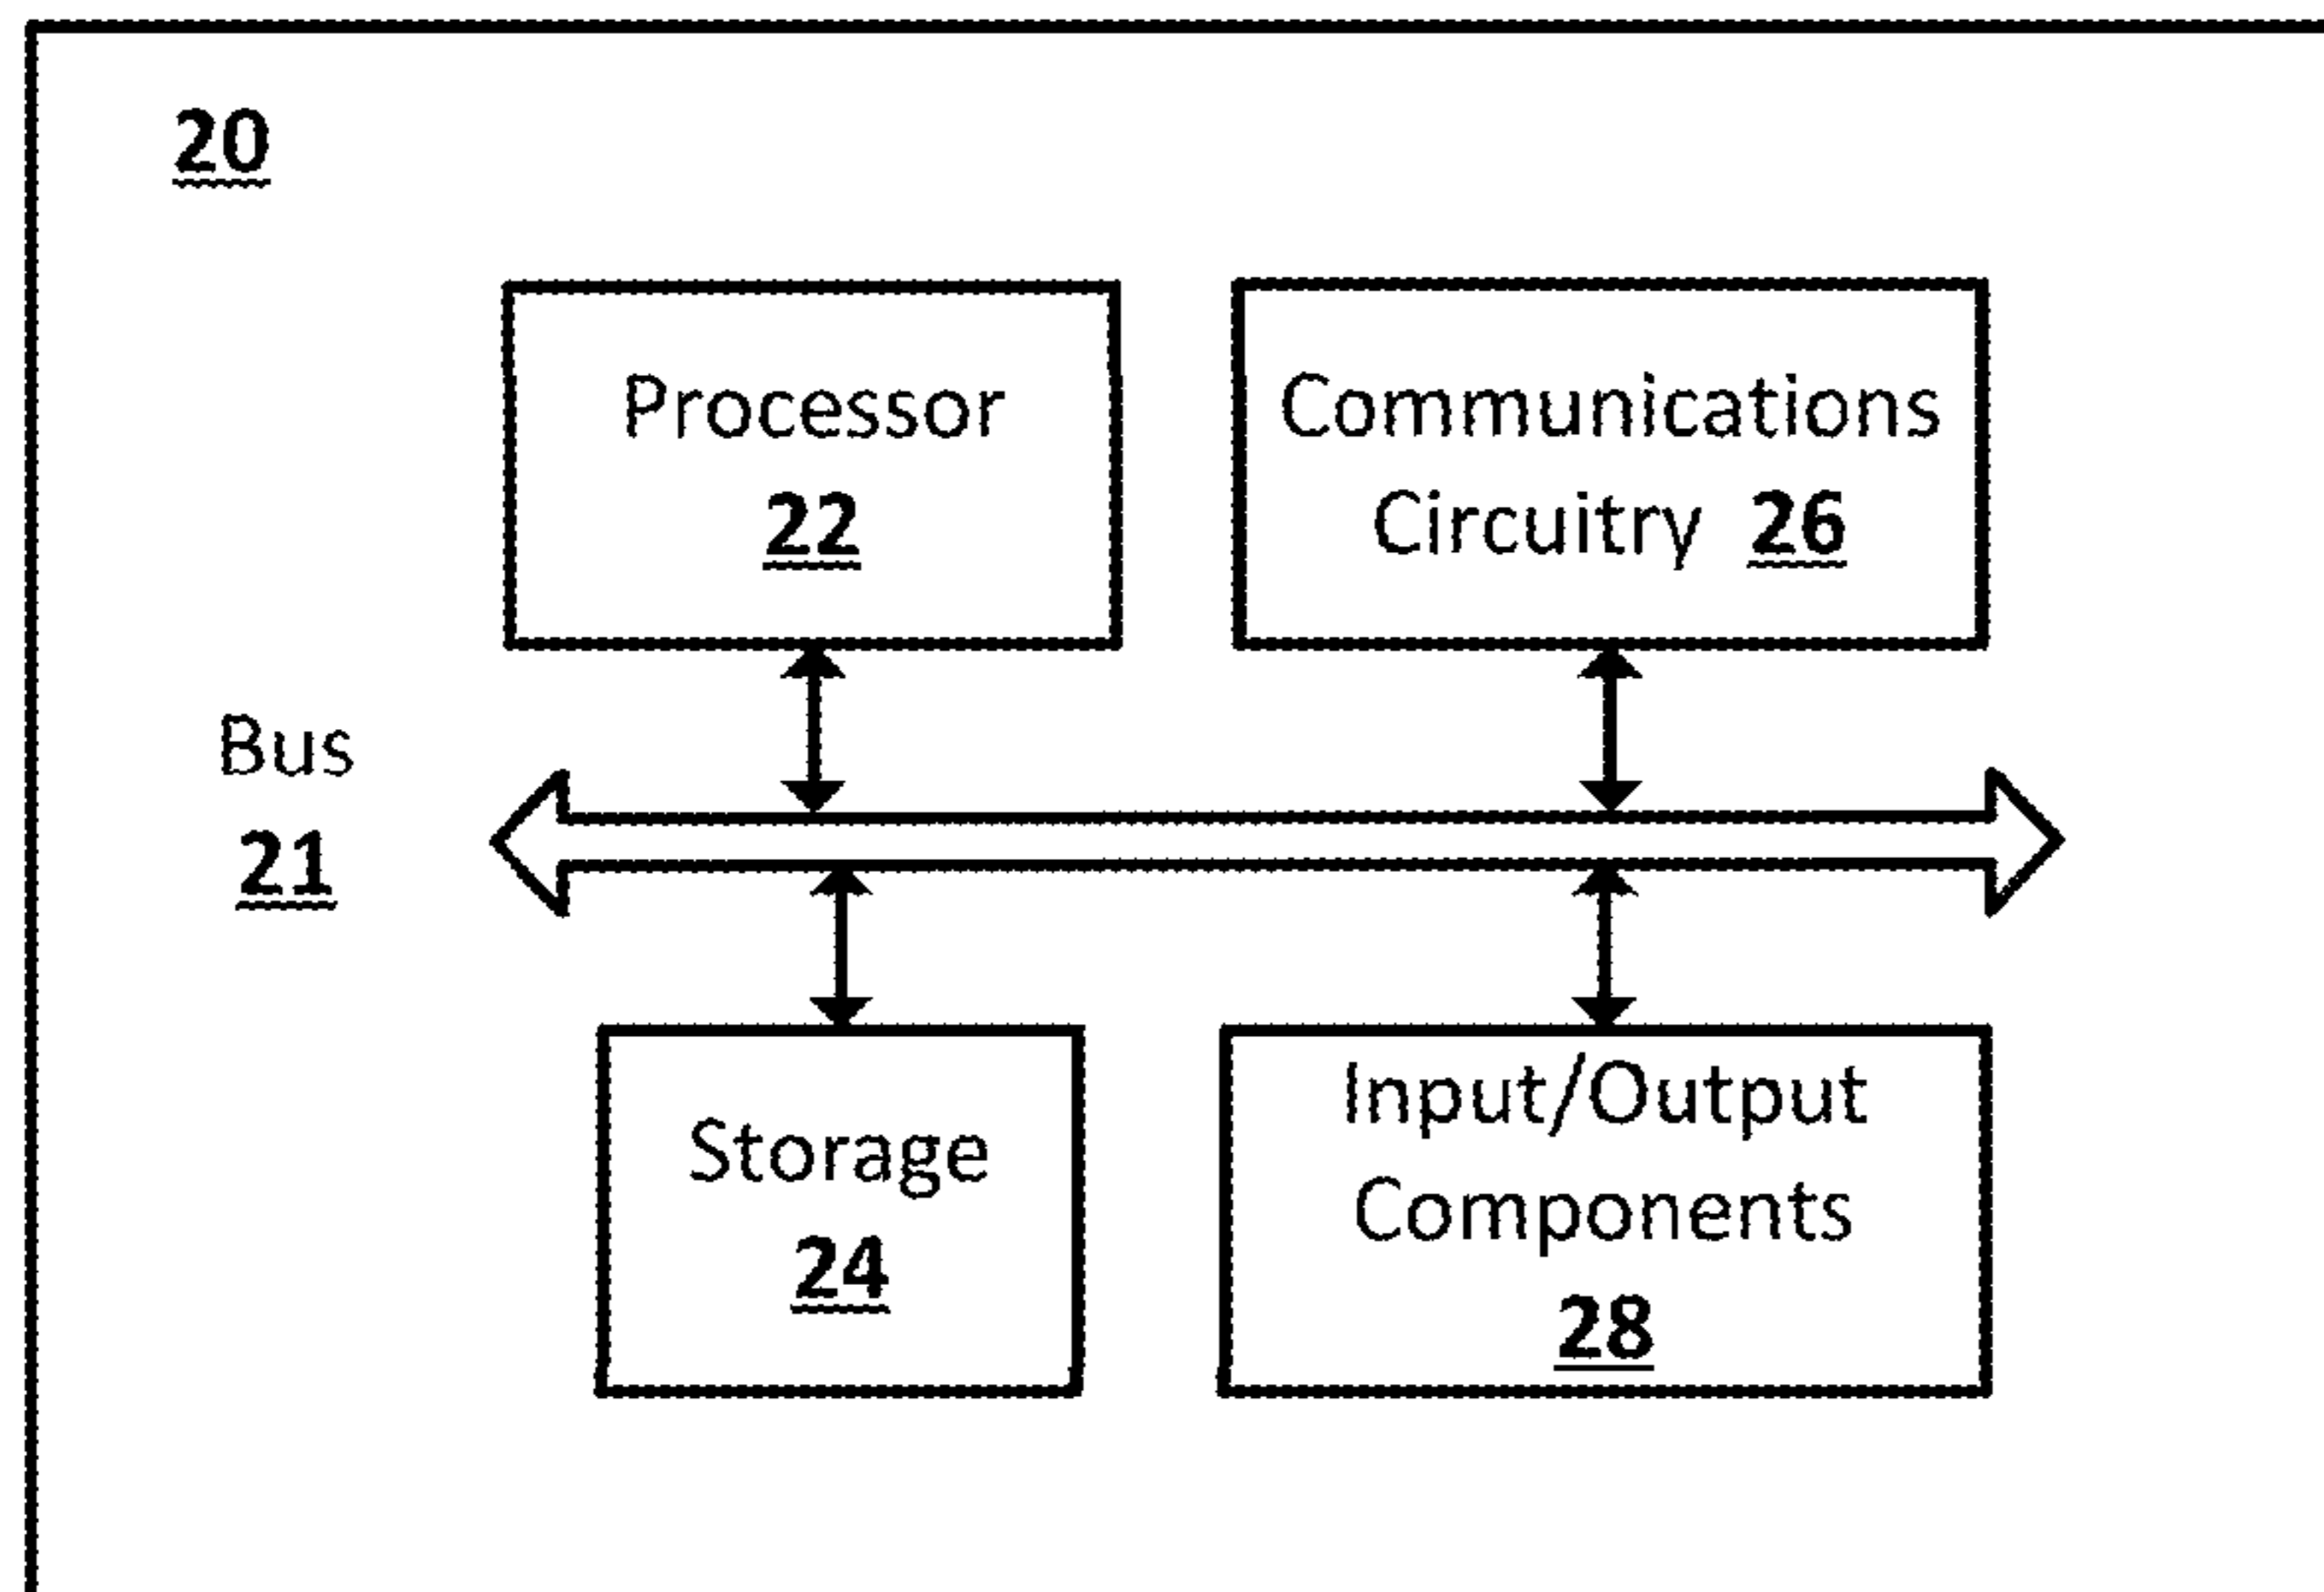 20
Processor
22
Communications
Circuitry 26
Bus
21
Storage
24
Input/Output
Components
28